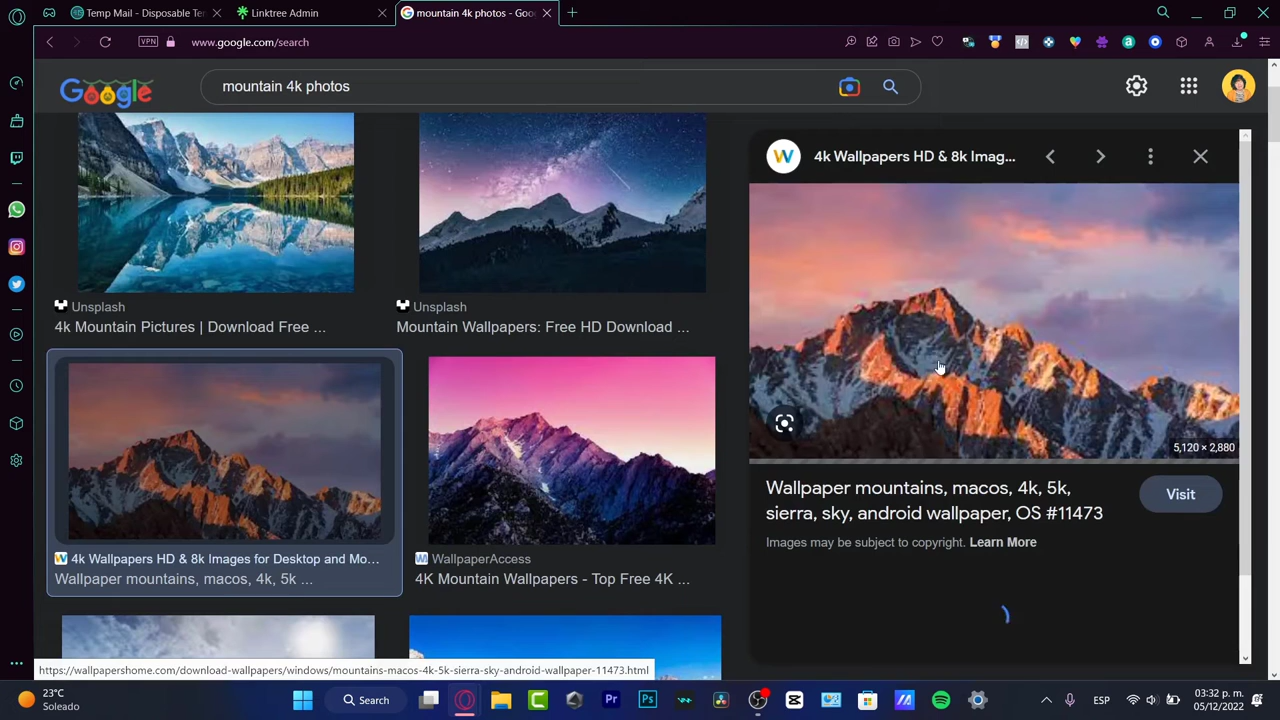 Temp Mail - Disposable Te
Linktree Admin
mountain 4k photos - Goo
VPN
www.google.com/search
Google
mountain 4k photos
4k Wallpapers HD & 8k Imag...
5,120 × 2,880
Unsplash
4k Mountain Pictures | Download Free ...
Unsplash
Mountain Wallpapers: Free HD Download ...
Wallpaper mountains, macos, 4k, 5k,
sierra, sky, android wallpaper, OS #11473
Visit
Images may be subject to copyright. Learn More
4k Wallpapers HD & 8k Images for Desktop and Mo...
Wallpaper mountains, macos, 4k, 5k ...
WallpaperAccess
4K Mountain Wallpapers - Top Free 4K ...
https://wallpapershome.com/download-wallpapers/windows/mountains-macos-4k-5k-sierra-sky-android-wallpaper-11473.html
23°C
Soleado
Search
Pr
Ps
ESP
03:32 p. m.
05/12/2022